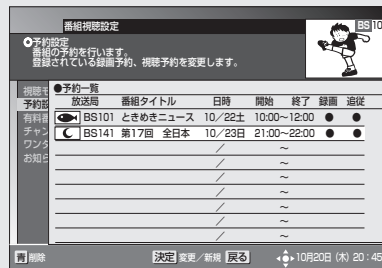 番組視聴設定
BS 10
予約設定
番組の予約を行います。
登録されている録画予約、視聴予約を変更します。
視聴モ
予約設
有料番
チャン
ワンタ
お知ら
●予約一覧
放送局 番組タイトル 日時 開始 終了 録画 追従
BS101 ときめきニュース 10/22土 10:00~12:00 ● ●
BS141 第17回 全日本 10/23日 21:00~22:00 ● ●
/ ~
/ ~
/ ~
/ ~
/ ~
/ ~
/ ~
青 削除 決定 変更/新規 戻る 10月20日(木) 20:45